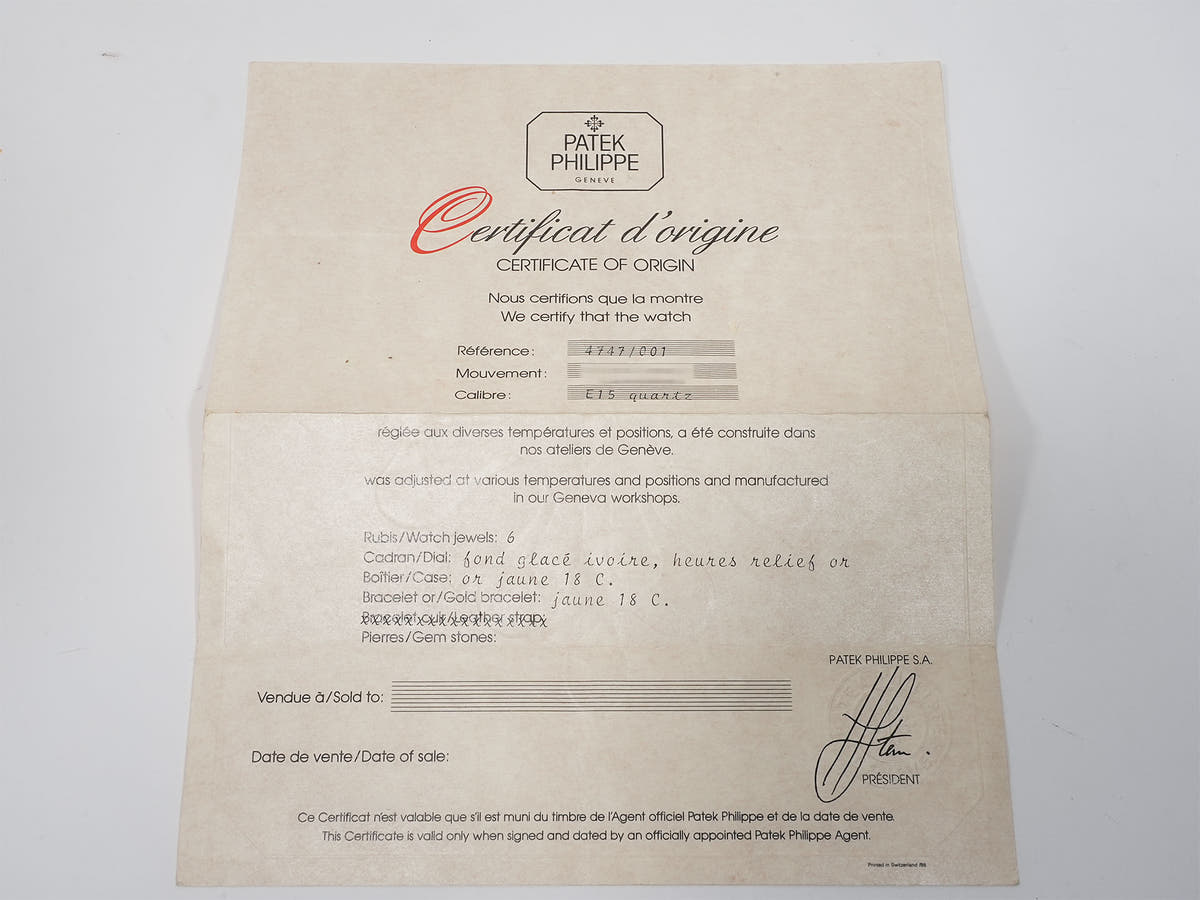 PATEK
PHILIPPE
GENEVE
Certificat d'origine
CERTIFICATE OF ORIGIN
Nous certifions que la montre
We certify that the watch
Référence: 4747/001
Mouvement:
Calibre: E15 quartz
réglée aux diverses températures et positions, a été construite dans
nos ateliers de Genève.
was adjusted at various temperatures and positions and manufactured
in our Geneva workshops.
Rubis/Watch jewels: 6
Cadran/Dial: fond glacé ivoire, heures relief or
Boîtier/Case: or jaune 18 C.
Bracelet or/Gold bracelet: jaune 18 C.
Bracelet cuir/Leather strap:
Pierres/Gem stones:
PATEK PHILIPPE S.A.
Vendue à/Sold to:
Stern.
Date de vente/Date of sale:
PRÉSIDENT
Ce Certificat n'est valable que s'il est muni du timbre de l'Agent officiel Patek Philippe et de la date de vente.
This Certificate is valid only when signed and dated by an officially appointed Patek Philippe Agent.
Printed in Switzerland